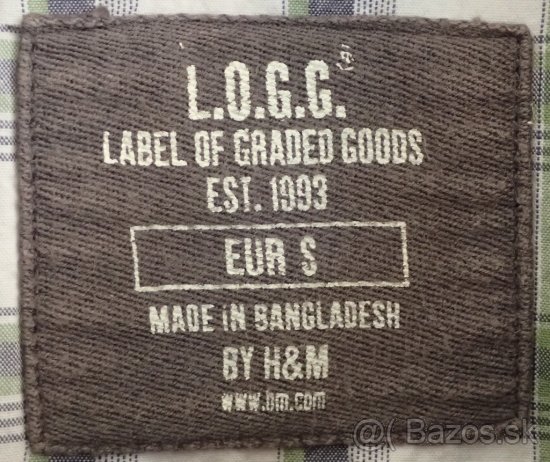 L.O.G.G.®
LABEL OF GRADED GOODS
EST. 1993
EUR S
MADE IN BANGLADESH
BY H&M
www.hm.com
@( Bazos.sk